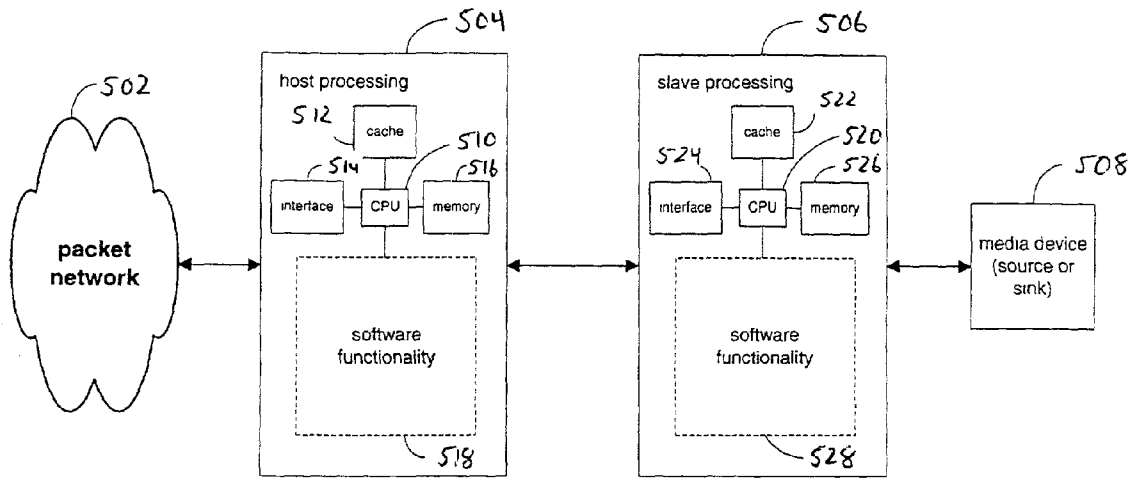 504
506
502
host processing
slave processing
512
cache
522
cache
510
520
514
516
524
526
508
interface
CPU
memory
interface
CPU
memory
packet
network
media device
(source or
sink)
software
functionality
software
functionality
518
528